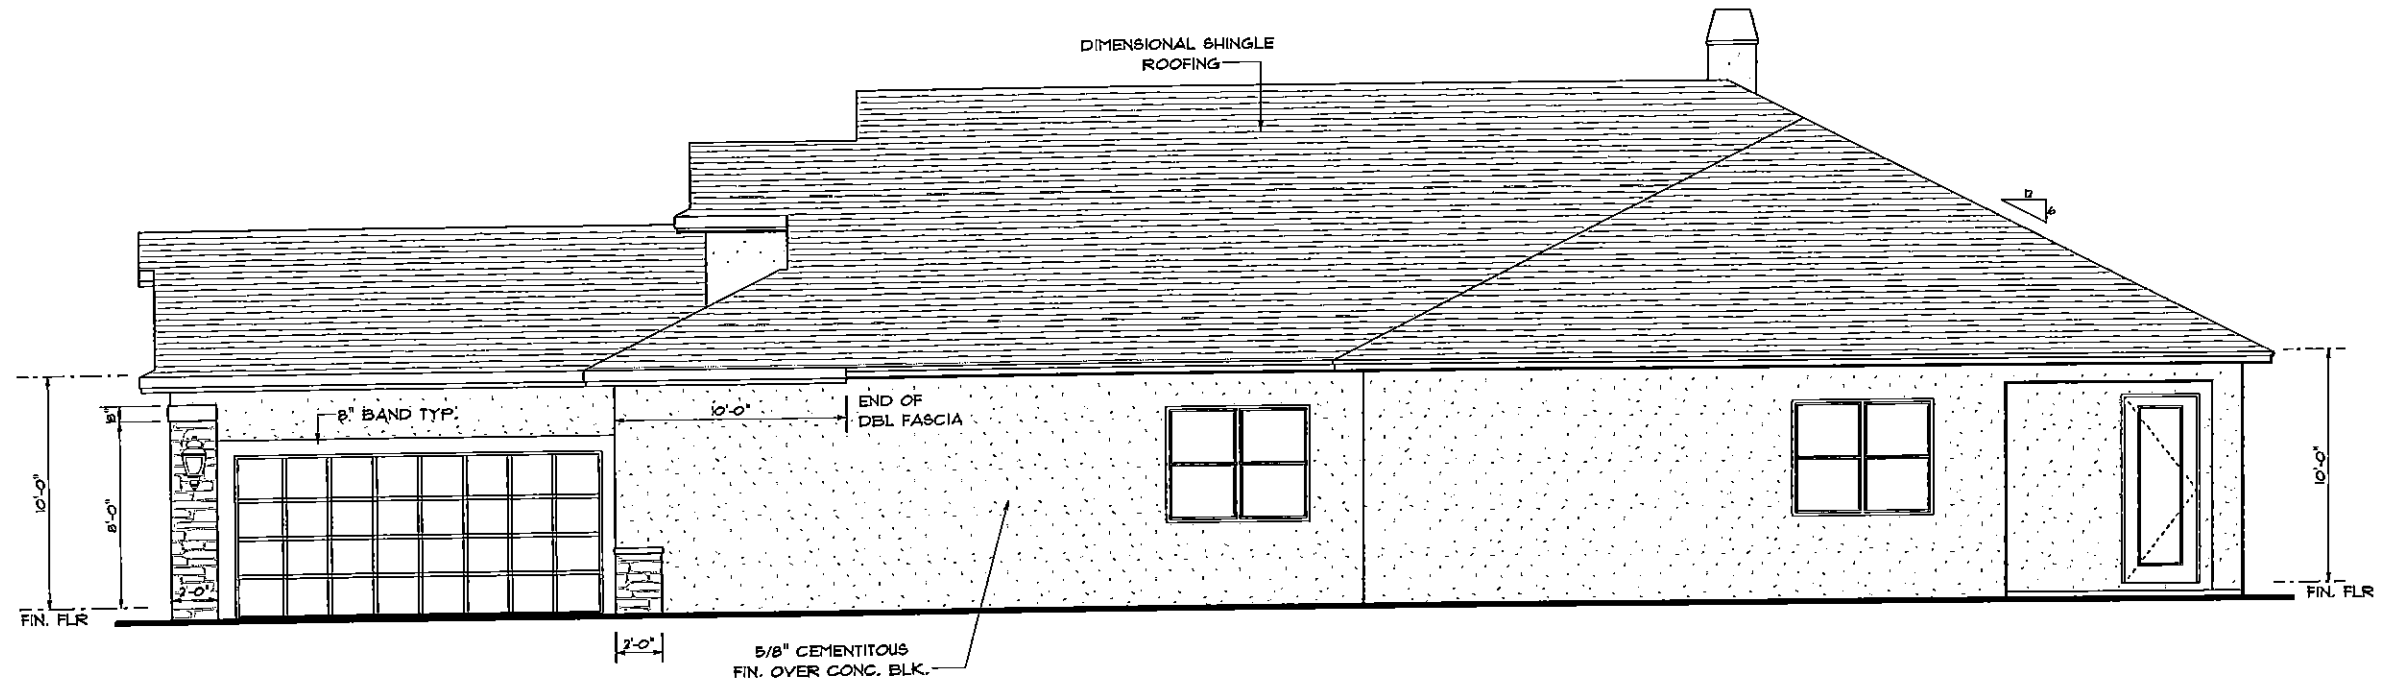 DIMENSIONAL SHINGLE
ROOFING
12
6
8"
8" BAND TYP.
10'-0"
END OF
DBL FASCIA
10'-0"
8'-0"
10'-0"
2'-0"
FIN. FLR
FIN. FLR
2'-0"
5/8" CEMENTITOUS
FIN. OVER CONC. BLK.